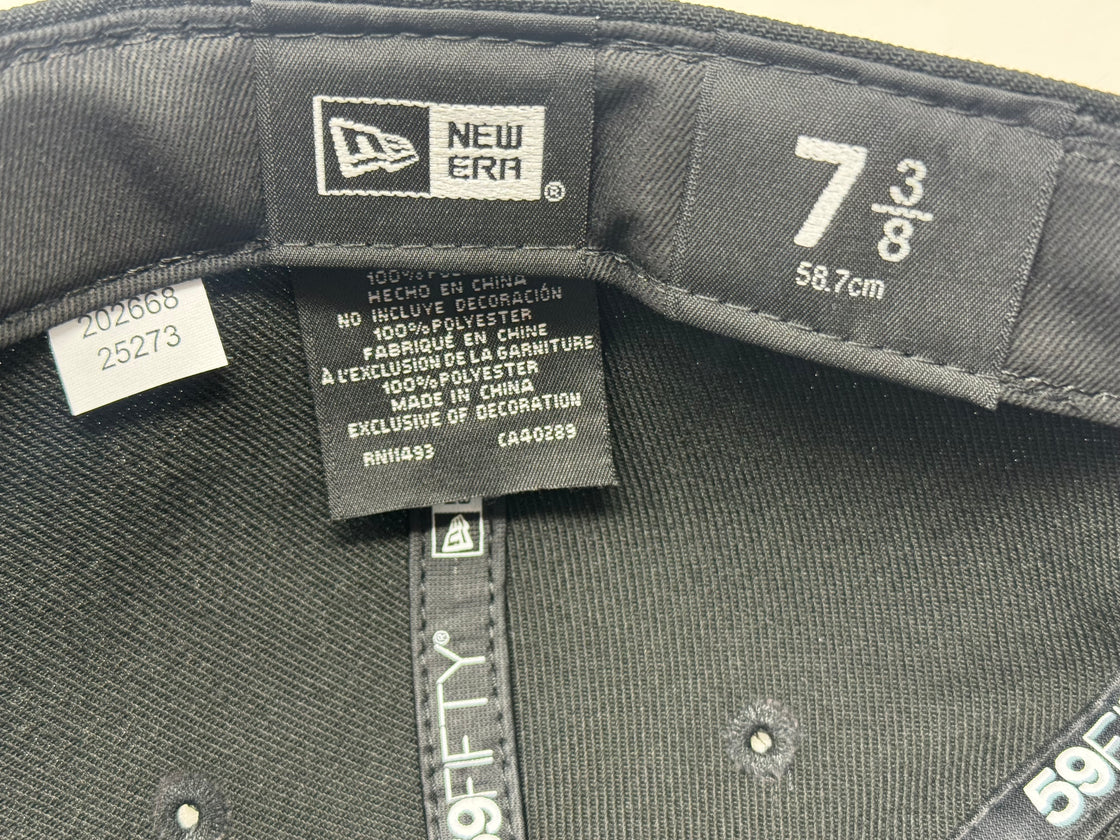 NEW
ERA®
7 3/8
58.7cm
202668
25273
HECHO EN CHINA
NO INCLUYE DECORACIÓN
100%POLYESTER
FABRIQUÉ EN CHINE
À L'EXCLUSION DE LA GARNITURE
100%POLYESTER
MADE IN CHINA
EXCLUSIVE OF DECORATION
RN11493 CA40289
59FIFTY®
59F